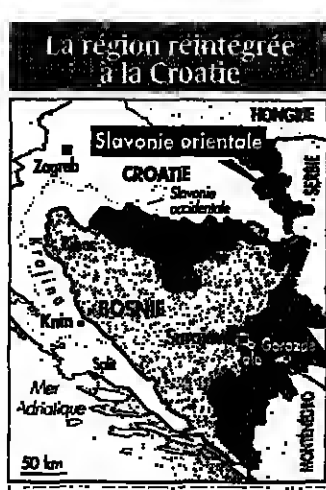 La région réintégrée
à la Croatie
HONGRIE
Slavonie orientale
Zagreb
CROATIE
SERBIE
Slavonie
occidentale
Krajina
BOSNIE
Knin
Sarajevo
Gorazde
Split
Mer
Adriatique
MONTENEGRO
50 km